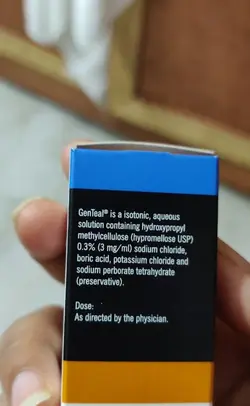 GenTeal® is a isotonic, aqueous
solution containing hydroxypropyl
methylcellulose (hypromellose USP)
0.3% (3 mg/ml) sodium chloride,
boric acid, potassium chloride and
sodium perborate tetrahydrate
(preservative).
Dose:
As directed by the physician.